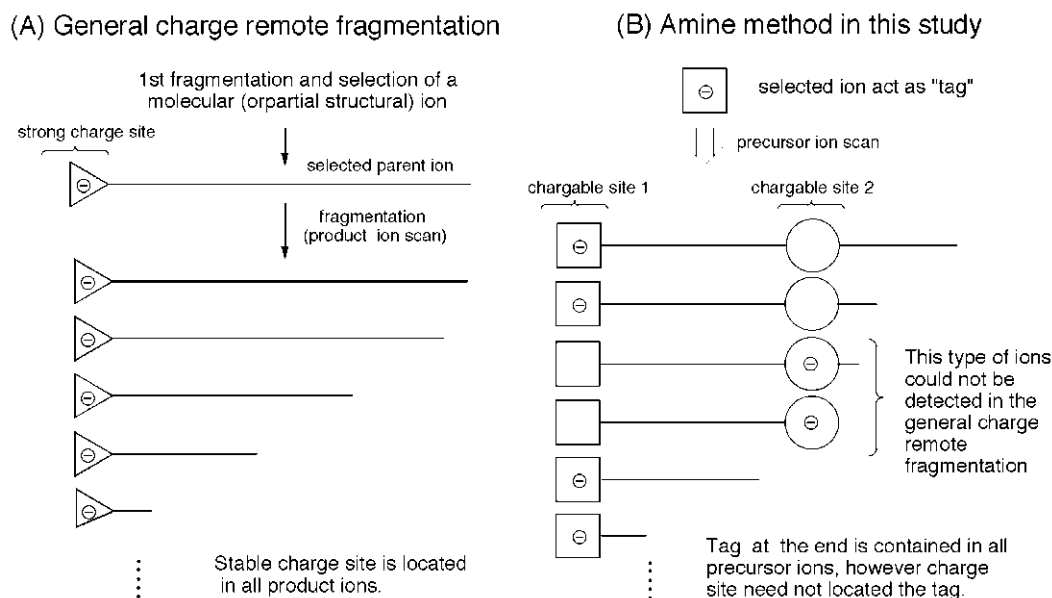 (A) General charge remote fragmentation
1st fragmentation and selection of a
molecular (orpartial structural) ion
strong charge site
selected parent ion
fragmentation
(product ion scan)
Stable charge site is located
in all product ions.
(B) Amine method in this study
selected ion act as "tag"
precursor ion scan
chargable site 1
chargable site 2
This type of ions
could not be
detected in the
general charge
remote
fragmentation
Tag at the end is contained in all
precursor ions, however charge
site need not located the tag.